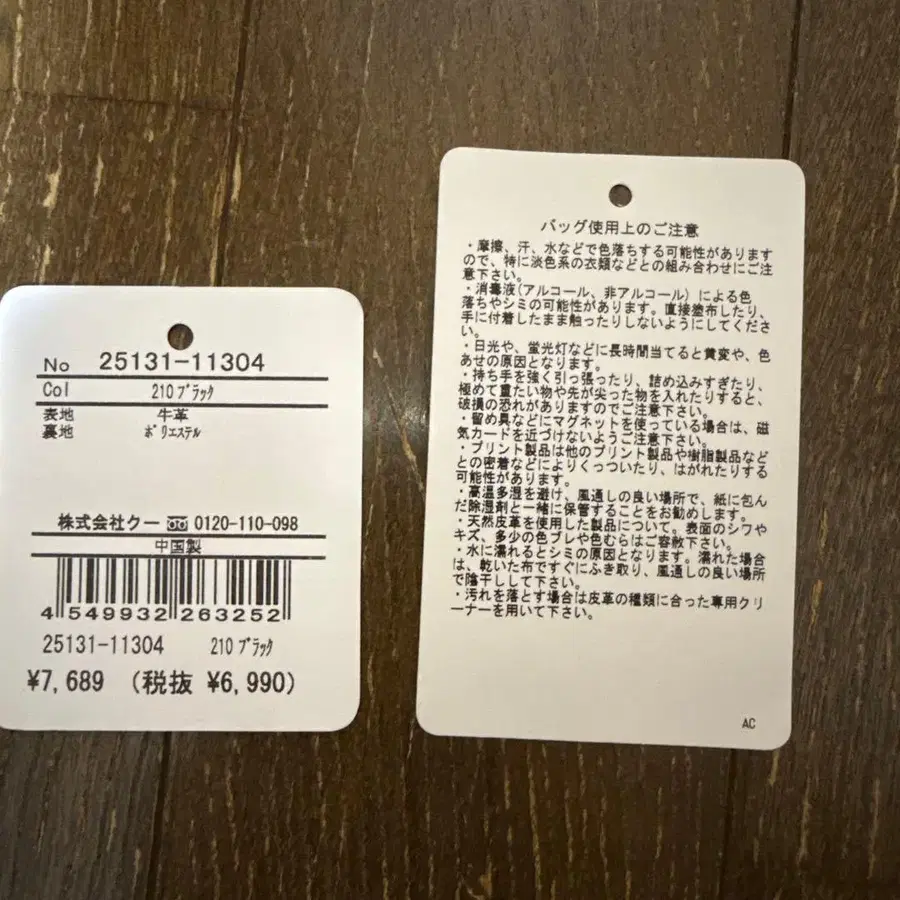 No 25131-11304
Col 210 ﾌﾞﾗｯｸ
表地 牛革
裏地 ﾎﾟﾘｴｽﾃﾙ
株式会社クー 0120-110-098
中国製
4 549932 263252
25131-11304 210 ﾌﾞﾗｯｸ
¥7,689 (税抜 ¥6,990)
バッグ使用上のご注意
・摩擦、汗、水などで色落ちする可能性があります
ので、特に淡色系の衣類などとの組み合わせにご注
意下さい。
・消毒液(アルコール、非アルコール)による色
落ちやシミの可能性があります。直接塗布したり、
手に付着したまま触ったりしないようにしてくださ
い。
・日光や、蛍光灯などに長時間当てると黄変や、色
あせの原因となります。
・持ち手を強く引っ張ったり、詰め込みすぎたり、
極めて重たい物や先が尖った物を入れたりすると、
破損の恐れがありますのでご注意下さい。
・留め具などにマグネットを使っている場合は、磁
気カードを近づけないようご注意下さい。
・プリント製品は他のプリント製品や樹脂製品など
との密着などによりくっついたり、はがれたりする
可能性があります。
・高温多湿を避け、風通しの良い場所で、紙に包ん
だ除湿剤と一緒に保管することをお勧めします。
・天然皮革を使用した製品について。表面のシワや
キズ、多少の色ブレや色むらはご容赦下さい。
・水に濡れるとシミの原因となります。濡れた場合
は、乾いた布ですぐにふき取り、風通しの良い場所
で陰干しして下さい。
・汚れを落とす場合は皮革の種類に合った専用クリ
ーナーを用いて下さい。
AC